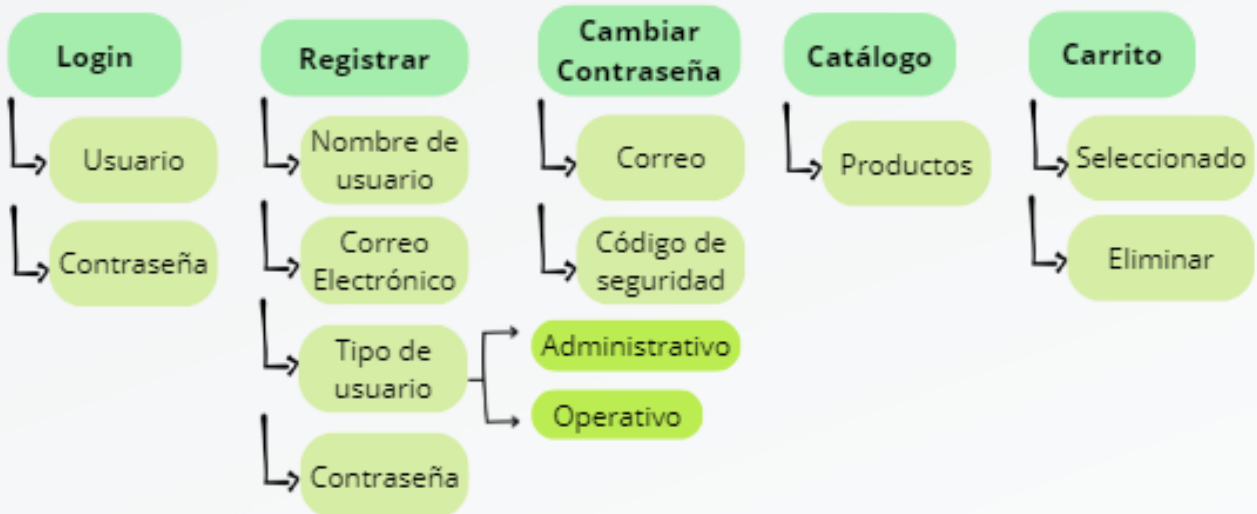 Login
Usuario
Contraseña
Registrar
Nombre de
usuario
Correo
Electrónico
Tipo de
usuario
Administrativo
Operativo
Contraseña
Cambiar
Contraseña
Correo
Código de
seguridad
Catálogo
Productos
Carrito
Seleccionado
Eliminar